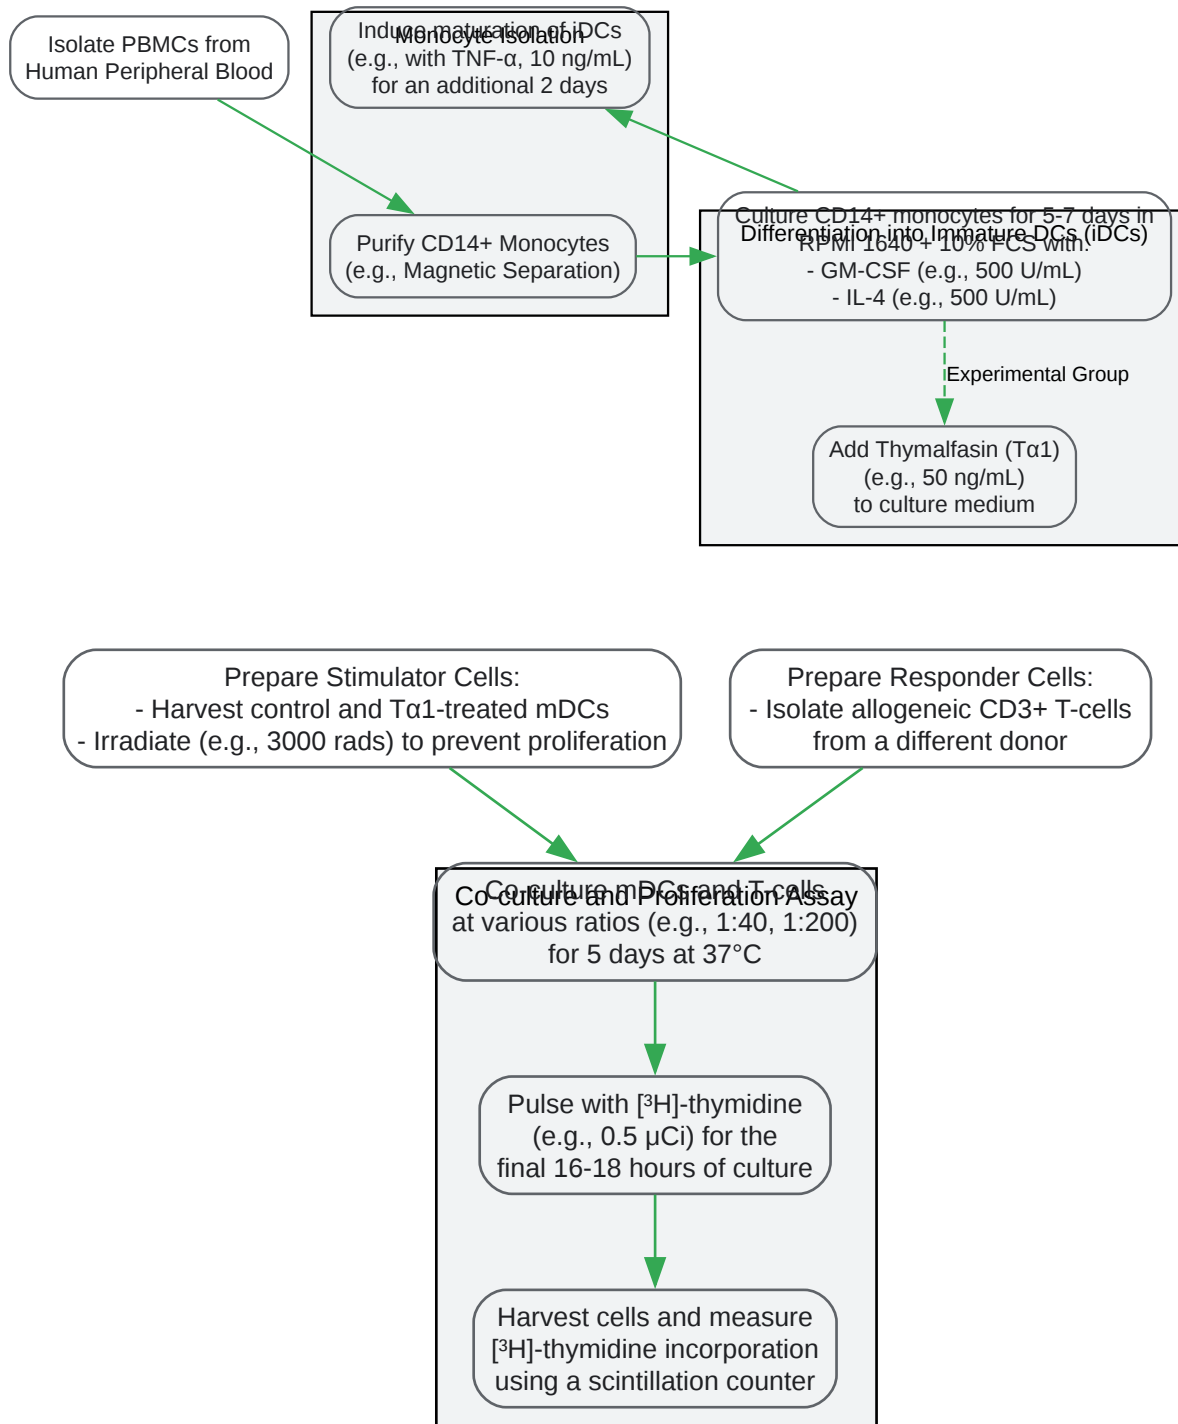 Isolate PBMCs from
Human Peripheral Blood
Monocyte Isolation
Induce maturation of iDCs
(e.g., with TNF-α, 10 ng/mL)
for an additional 2 days
Purify CD14+ Monocytes
(e.g., Magnetic Separation)
Differentiation into Immature DCs (iDCs)
Culture CD14+ monocytes for 5-7 days in
RPMI 1640 + 10% FCS with:
- GM-CSF (e.g., 500 U/mL)
- IL-4 (e.g., 500 U/mL)
Experimental Group
Add Thymalfasin (Tα1)
(e.g., 50 ng/mL)
to culture medium
Prepare Stimulator Cells:
- Harvest control and Tα1-treated mDCs
- Irradiate (e.g., 3000 rads) to prevent proliferation
Prepare Responder Cells:
- Isolate allogeneic CD3+ T-cells
from a different donor
Co-culture and Proliferation Assay
Co-culture mDCs and T-cells
at various ratios (e.g., 1:40, 1:200)
for 5 days at 37°C
Pulse with [³H]-thymidine
(e.g., 0.5 μCi) for the
final 16-18 hours of culture
Harvest cells and measure
[³H]-thymidine incorporation
using a scintillation counter